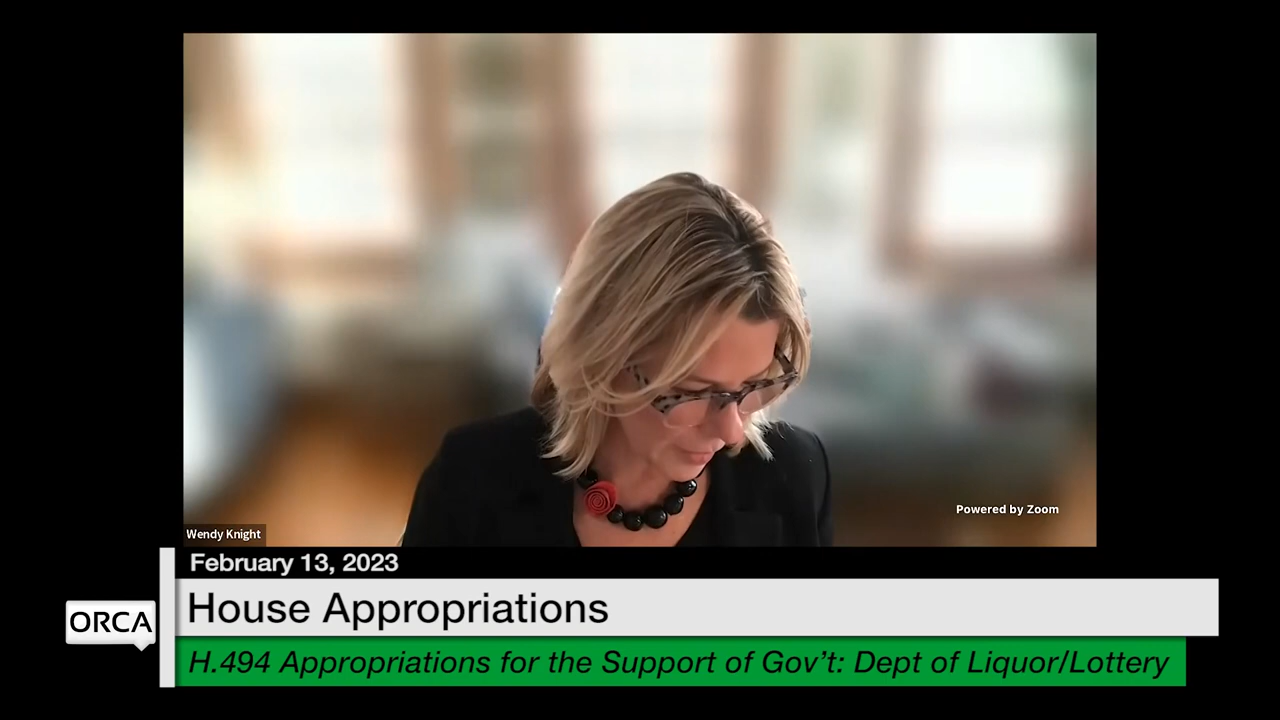 Powered by Zoom
Wendy Knight
February 13, 2023
House Appropriations
ORCA
H.494 Appropriations for the Support of Gov't: Dept of Liquor/Lottery